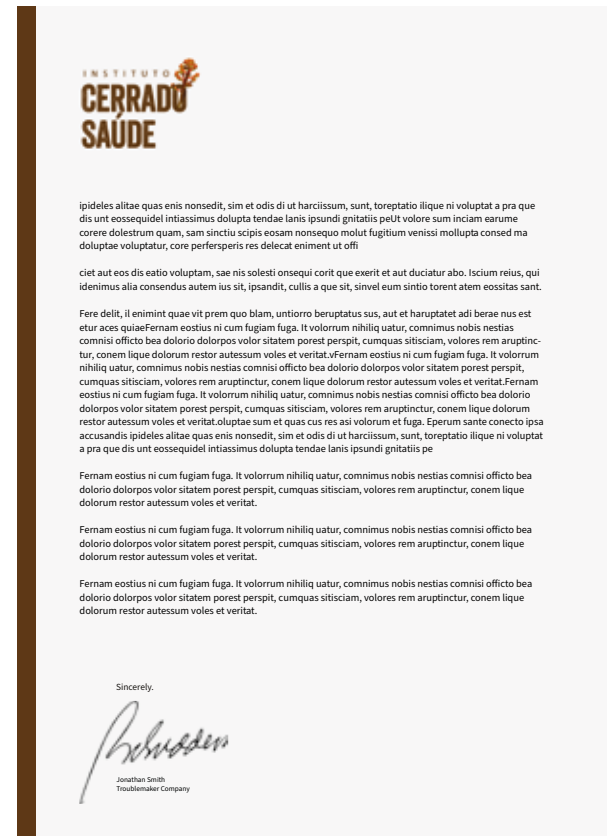 INSTITUTO
CERRADO
SAÚDE
ipideles alitae quas enis nonsedit, sim et odis di ut harciissum, sunt, toreptatio ilique ni voluptat a pra que
dis unt eossequidel intiassimus dolupta tendae lanis ipsundi gnitatiis peUt volore sum inciam earume
corere dolestrum quam, sam sinctiu scipis eosam nonsequo molut fugitium venissi mollupta consed ma
doluptae voluptatur, core perfersperis res delecat eniment ut offi
ciet aut eos dis eatio voluptam, sae nis solesti onsequi corit que exerit et aut duciatur abo. Iscium reius, qui
idenimus alia consendus autem ius sit, ipsandit, cullis a que sit, sinvel eum sintio torent atem eossitas sant.
Fere delit, il enimint quae vit prem quo blam, untiorro beruptatus sus, aut et haruptatet adi berae nus est
etur aces quiaeFernam eostius ni cum fugiam fuga. It volorrum nihiliq uatur, comnimus nobis nestias
comnisi officto bea dolorio dolorpos volor sitatem porest perspit, cumquas sitisciam, volores rem aruptinc-
tur, conem lique dolorum restor autessum voles et veritat.vFernam eostius ni cum fugiam fuga. It volorrum
nihiliq uatur, comnimus nobis nestias comnisi officto bea dolorio dolorpos volor sitatem porest perspit,
cumquas sitisciam, volores rem aruptinctur, conem lique dolorum restor autessum voles et veritat.Fernam
eostius ni cum fugiam fuga. It volorrum nihiliq uatur, comnimus nobis nestias comnisi officto bea dolorio
dolorpos volor sitatem porest perspit, cumquas sitisciam, volores rem aruptinctur, conem lique dolorum
restor autessum voles et veritat.oluptae sum et quas cus res asi volorum et fuga. Eperum sante conecto ipsa
accusandis ipideles alitae quas enis nonsedit, sim et odis di ut harciissum, sunt, toreptatio ilique ni voluptat
a pra que dis unt eossequidel intiassimus dolupta tendae lanis ipsundi gnitatiis pe
Fernam eostius ni cum fugiam fuga. It volorrum nihiliq uatur, comnimus nobis nestias comnisi officto bea
dolorio dolorpos volor sitatem porest perspit, cumquas sitisciam, volores rem aruptinctur, conem lique
dolorum restor autessum voles et veritat.
Fernam eostius ni cum fugiam fuga. It volorrum nihiliq uatur, comnimus nobis nestias comnisi officto bea
dolorio dolorpos volor sitatem porest perspit, cumquas sitisciam, volores rem aruptinctur, conem lique
dolorum restor autessum voles et veritat.
Fernam eostius ni cum fugiam fuga. It volorrum nihiliq uatur, comnimus nobis nestias comnisi officto bea
dolorio dolorpos volor sitatem porest perspit, cumquas sitisciam, volores rem aruptinctur, conem lique
dolorum restor autessum voles et veritat.
Sincerely.
Jonathan Smith
Troublemaker Company